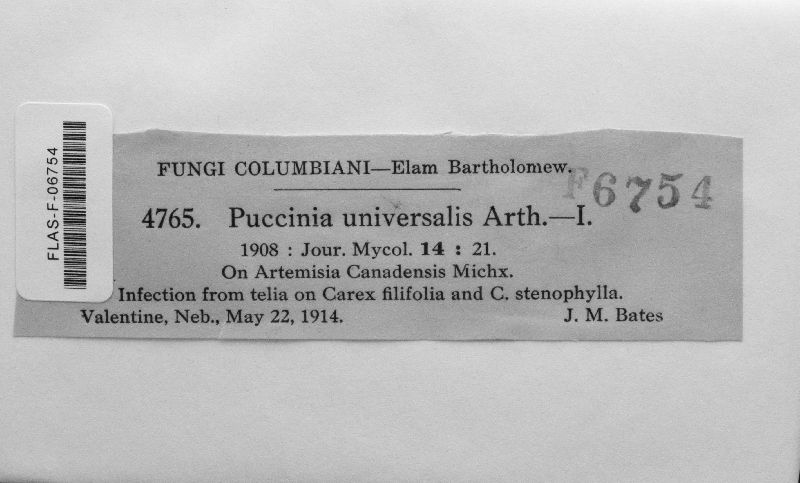 FLAS-F-06754
FUNGI COLUMBIANI—Elam Bartholomew.
F6754
4765. Puccinia universalis Arth.—I.
1908 : Jour. Mycol. 14 : 21.
On Artemisia Canadensis Michx.
Infection from telia on Carex filifolia and C. stenophylla.
Valentine, Neb., May 22, 1914. J. M. Bates